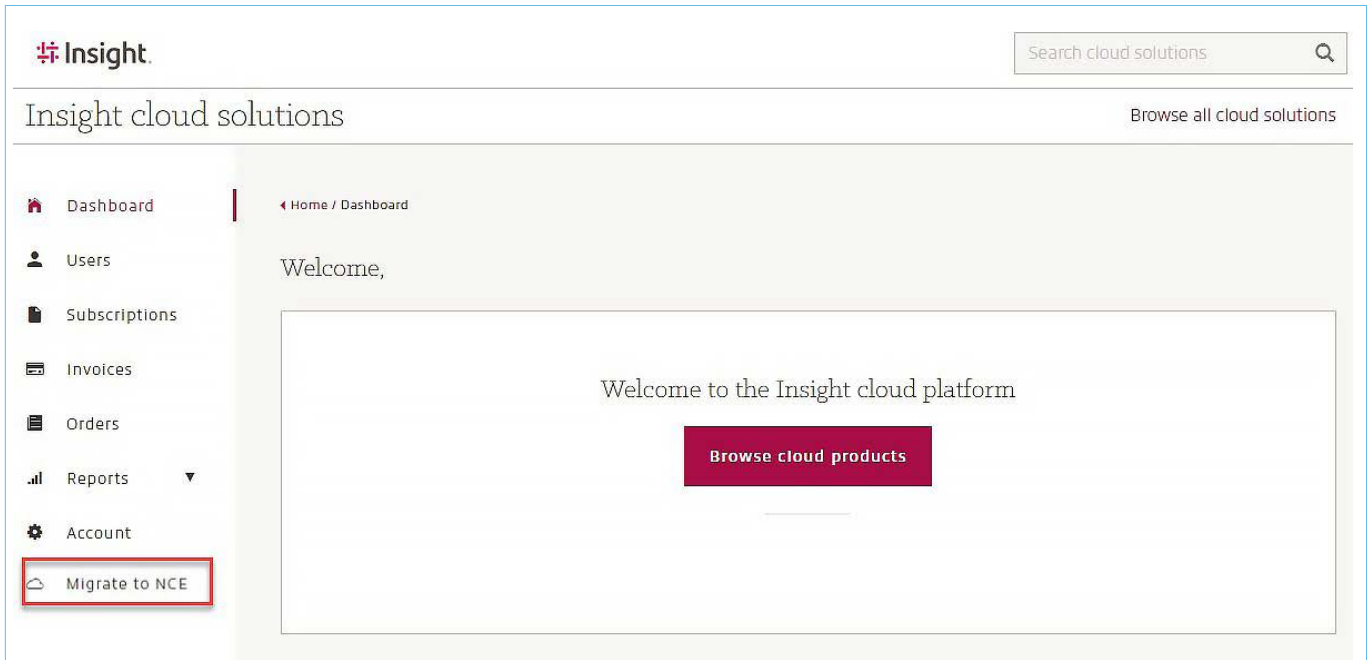 Insight.
Search cloud solutions
Insight cloud solutions
Browse all cloud solutions
Dashboard
Users
Subscriptions
Invoices
Orders
Reports
Account
Migrate to NCE
Home / Dashboard
Welcome,
Welcome to the Insight cloud platform
Browse cloud products